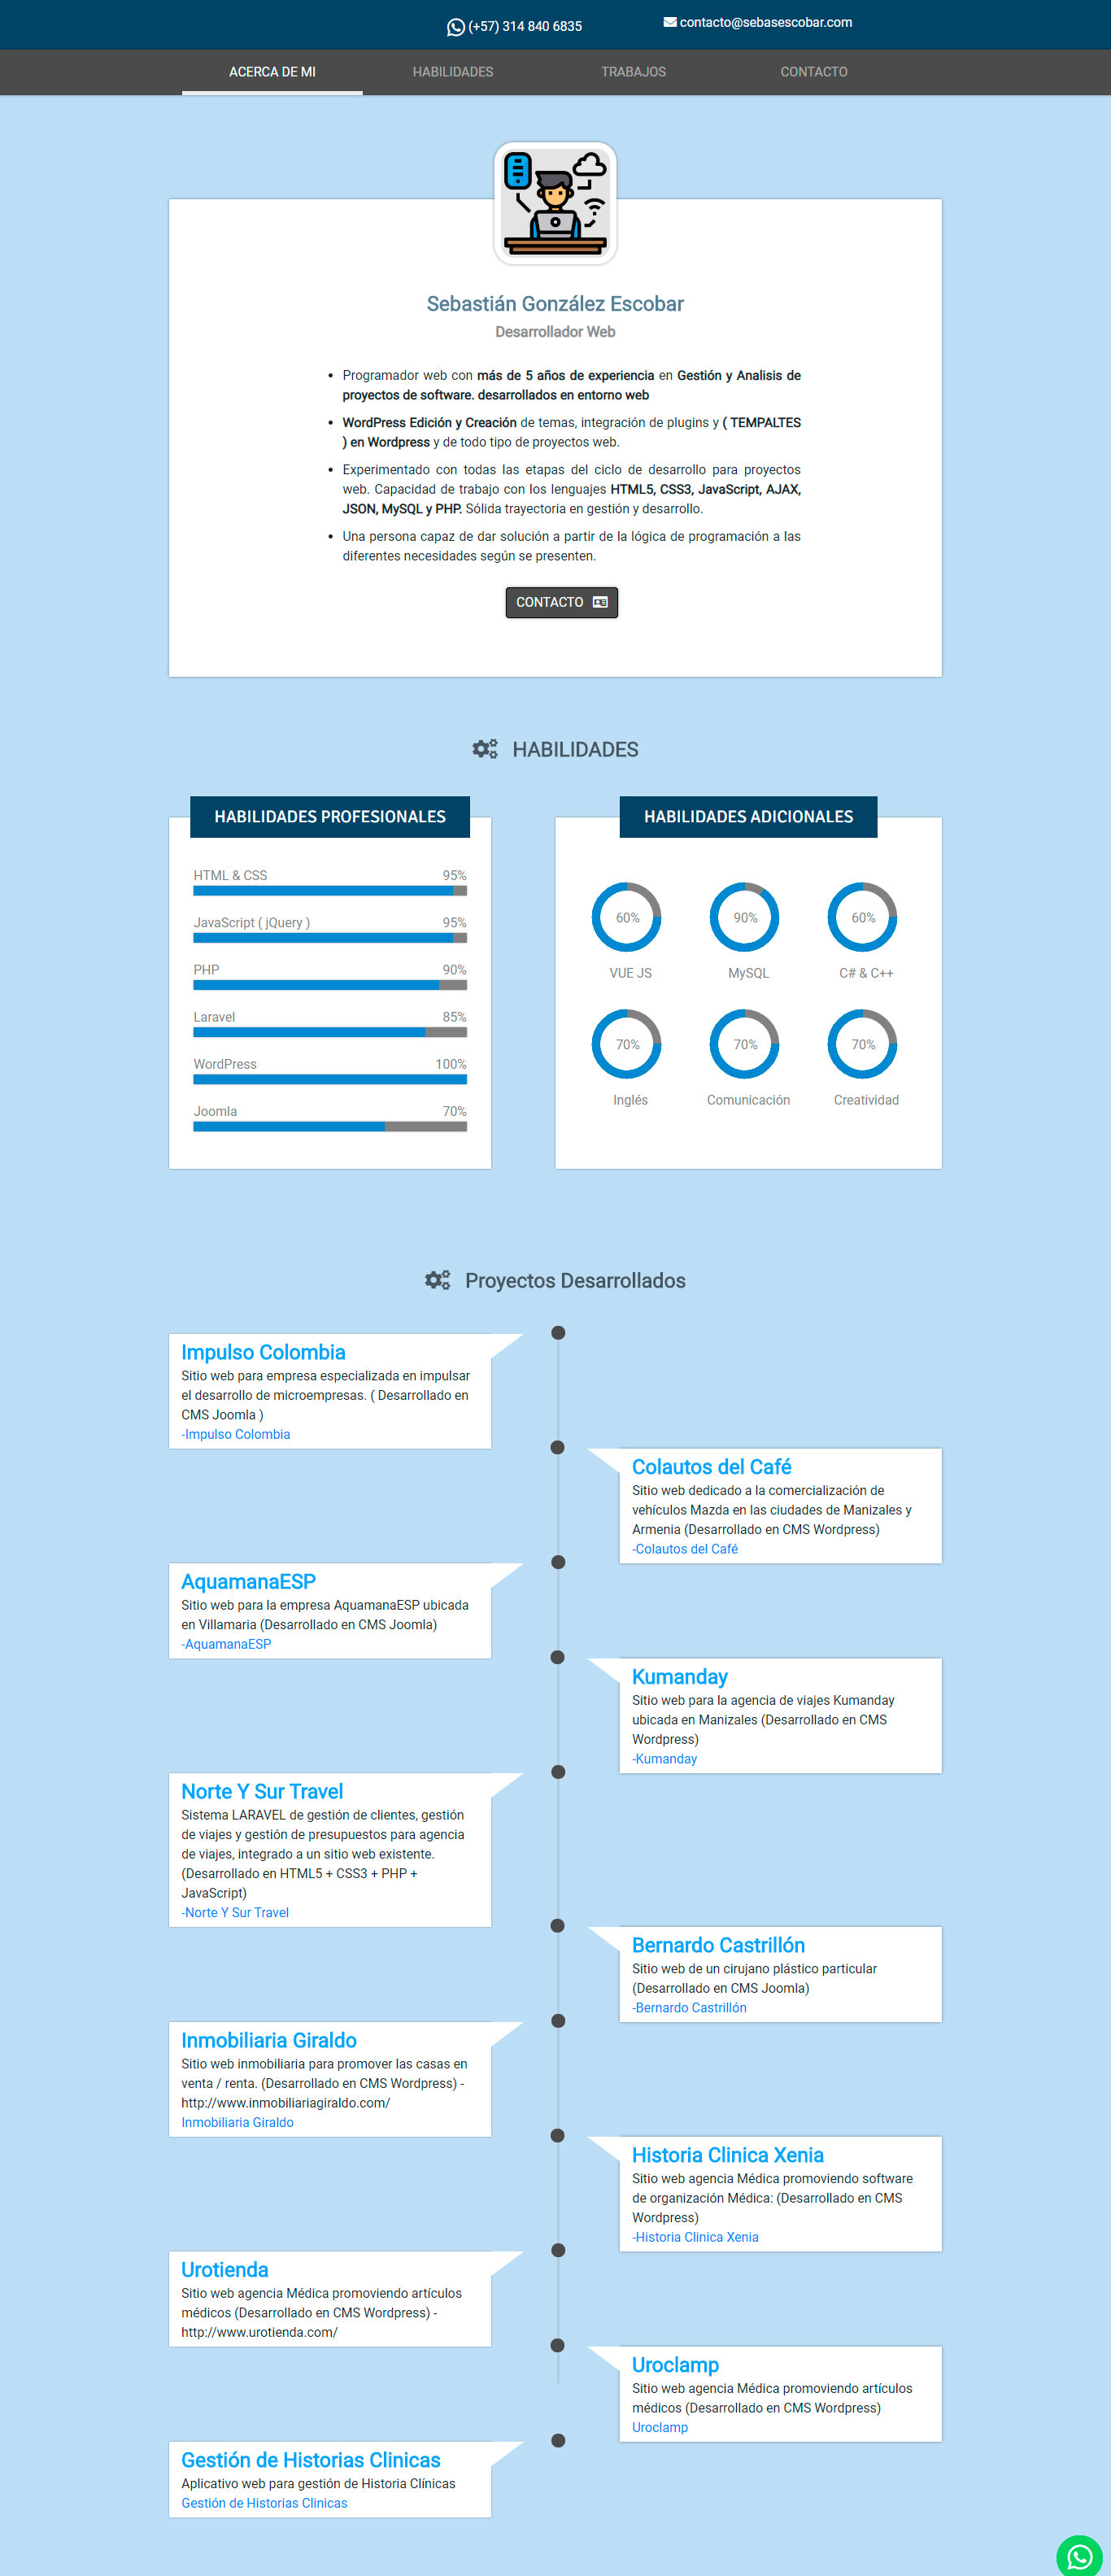 (+57) 314 840 6835
contacto@sebasescobar.com
ACERCA DE MI
HABILIDADES
TRABAJOS
CONTACTO
Sebastián González Escobar
Desarrollador Web
• Programador web con más de 5 años de experiencia en Gestión y Analisis de
proyectos de software. desarrollados en entorno web
• WordPress Edición y Creación de temas, integración de plugins y ( TEMPALTES
) en Wordpress y de todo tipo de proyectos web.
• Experimentado con todas las etapas del ciclo de desarrollo para proyectos
web. Capacidad de trabajo con los lenguajes HTML5, CSS3, JavaScript, AJAX,
JSON, MySQL y PHP. Sólida trayectoria en gestión y desarrollo.
• Una persona capaz de dar solución a partir de la lógica de programación a las
diferentes necesidades según se presenten.
CONTACTO
HABILIDADES
HABILIDADES PROFESIONALES
HTML & CSS 95%
JavaScript ( jQuery ) 95%
PHP 90%
Laravel 85%
WordPress 100%
Joomla 70%
HABILIDADES ADICIONALES
60% 90% 60%
VUE JS MySQL C# & C++
70% 70% 70%
Inglés Comunicación Creatividad
Proyectos Desarrollados
Impulso Colombia
Sitio web para empresa especializada en impulsar
el desarrollo de microempresas. ( Desarrollado en
CMS Joomla )
-Impulso Colombia
Colautos del Café
Sitio web dedicado a la comercialización de
vehículos Mazda en las ciudades de Manizales y
Armenia (Desarrollado en CMS Wordpress)
-Colautos del Café
AquamanaESP
Sitio web para la empresa AquamanaESP ubicada
en Villamaria (Desarrollado en CMS Joomla)
-AquamanaESP
Kumanday
Sitio web para la agencia de viajes Kumanday
ubicada en Manizales (Desarrollado en CMS
Wordpress)
-Kumanday
Norte Y Sur Travel
Sistema LARAVEL de gestión de clientes, gestión
de viajes y gestión de presupuestos para agencia
de viajes, integrado a un sitio web existente.
(Desarrollado en HTML5 + CSS3 + PHP +
JavaScript)
-Norte Y Sur Travel
Bernardo Castrillón
Sitio web de un cirujano plástico particular
(Desarrollado en CMS Joomla)
-Bernardo Castrillón
Inmobiliaria Giraldo
Sitio web inmobiliaria para promover las casas en
venta / renta. (Desarrollado en CMS Wordpress) -
http://www.inmobiliariagiraldo.com/
Inmobiliaria Giraldo
Historia Clinica Xenia
Sitio web agencia Médica promoviendo software
de organización Médica: (Desarrollado en CMS
Wordpress)
-Historia Clinica Xenia
Urotienda
Sitio web agencia Médica promoviendo artículos
médicos (Desarrollado en CMS Wordpress) -
http://www.urotienda.com/
Uroclamp
Sitio web agencia Médica promoviendo artículos
médicos (Desarrollado en CMS Wordpress)
Uroclamp
Gestión de Historias Clinicas
Aplicativo web para gestión de Historia Clínicas
Gestión de Historias Clinicas